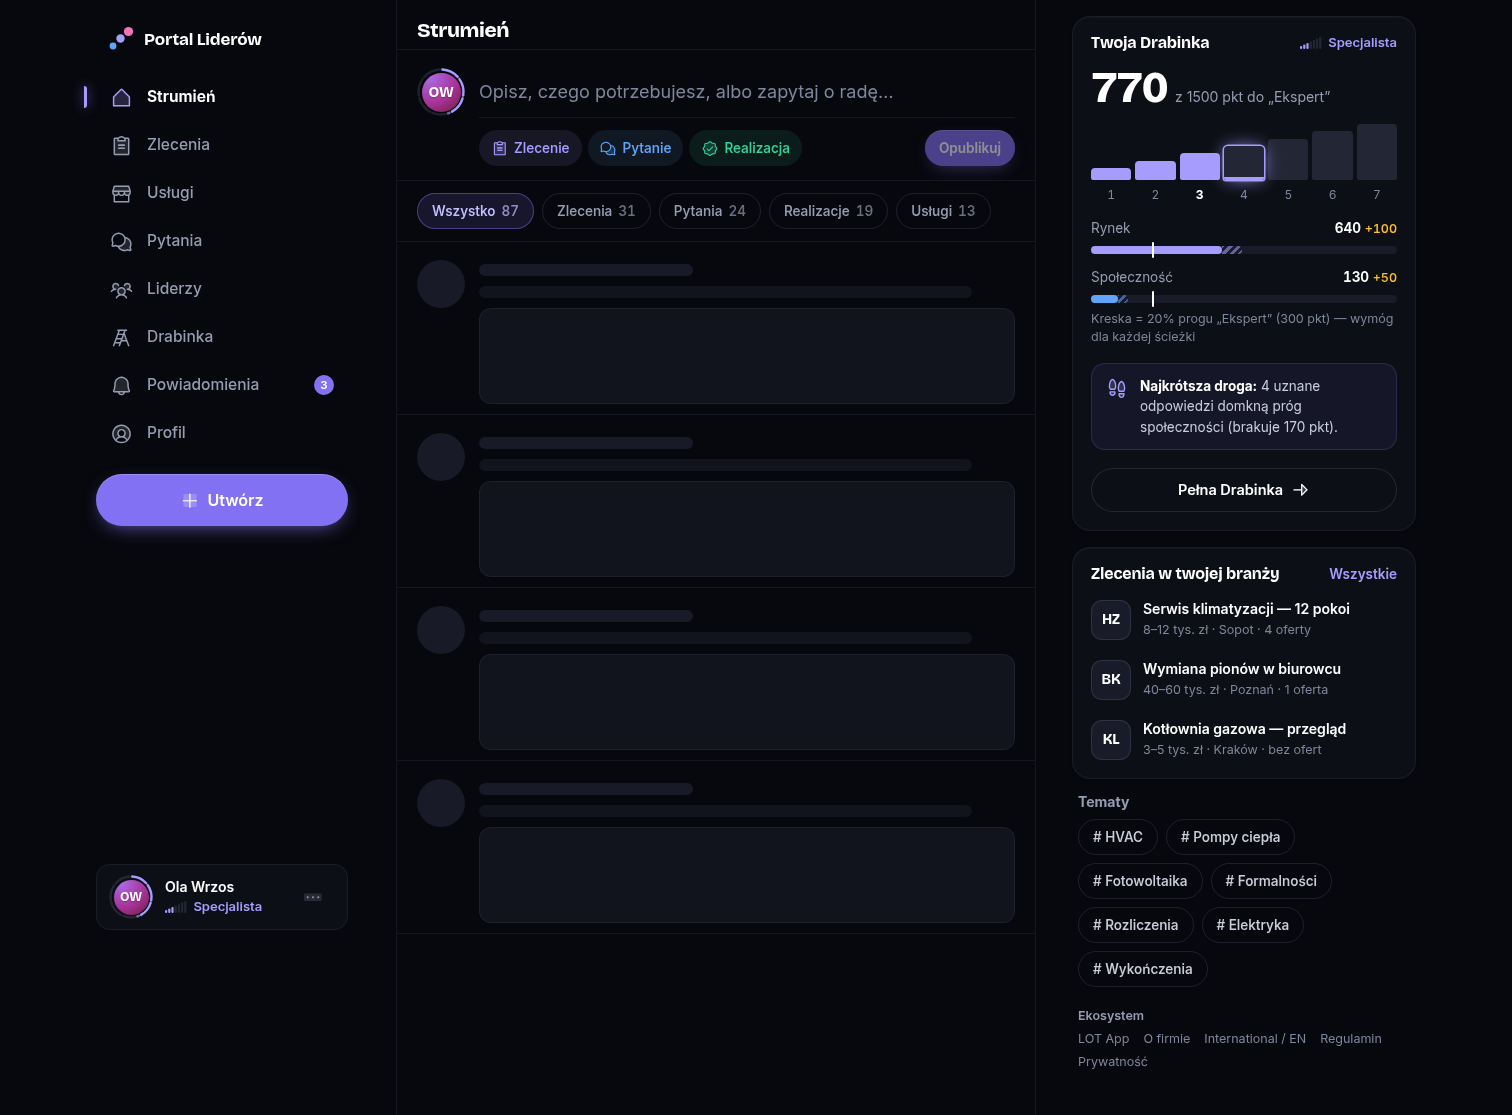 Portal Liderów
Strumień
Zlecenia
Usługi
Pytania
Liderzy
Drabinka
Powiadomienia 3
Profil
Utwórz
OW Ola Wrzos
Specjalista
Strumień
OW Opisz, czego potrzebujesz, albo zapytaj o radę...
Zlecenie Pytanie Realizacja Opublikuj
Wszystko 87 Zlecenia 31 Pytania 24 Realizacje 19 Usługi 13
Twoja Drabinka Specjalista
770 z 1500 pkt do „Ekspert”
1 2 3 4 5 6 7
Rynek 640 +100
Społeczność 130 +50
Kreska = 20% progu „Ekspert” (300 pkt) — wymóg
dla każdej ścieżki
Najkrótsza droga: 4 uznane
odpowiedzi domkną próg
społeczności (brakuje 170 pkt).
Pełna Drabinka
Zlecenia w twojej branży Wszystkie
HZ Serwis klimatyzacji — 12 pokoi
8–12 tys. zł · Sopot · 4 oferty
BK Wymiana pionów w biurowcu
40–60 tys. zł · Poznań · 1 oferta
KL Kotłownia gazowa — przegląd
3–5 tys. zł · Kraków · bez ofert
Tematy
# HVAC # Pompy ciepła
# Fotowoltaika # Formalności
# Rozliczenia # Elektryka
# Wykończenia
Ekosystem
LOT App O firmie International / EN Regulamin
Prywatność